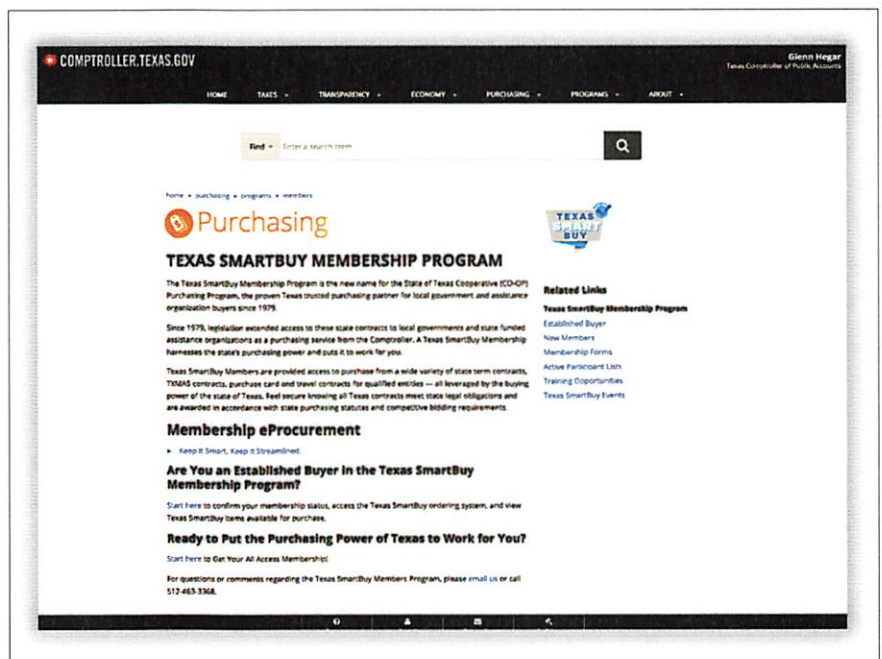 COMPTROLLER.TEXAS.GOV
Glenn Hegar
Texas Comptroller of Public Accounts
HOME TAXES TRANSPARENCY ECONOMY PURCHASING PROGRAMS ABOUT
Find Enter a search term
home » purchasing » programs » members
Purchasing
TEXAS SMART BUY
TEXAS SMARTBUY MEMBERSHIP PROGRAM
The Texas SmartBuy Membership Program is the new name for the State of Texas Cooperative (CO-OP)
Purchasing Program, the proven Texas trusted purchasing partner for local government and assistance
organization buyers since 1979.
Since 1979, legislation extended access to these state contracts to local governments and state funded
assistance organizations as a purchasing service from the Comptroller. A Texas SmartBuy Membership
harnesses the state's purchasing power and puts it to work for you.
Texas SmartBuy Members are provided access to purchase from a wide variety of state term contracts,
TXMAS contracts, purchase card and travel contracts for qualified entities — all leveraged by the buying
power of the state of Texas. Feel secure knowing all Texas contracts meet state legal obligations and
are awarded in accordance with state purchasing statutes and competitive bidding requirements.
Membership eProcurement
Keep it Smart, Keep it Streamlined.
Are You an Established Buyer in the Texas SmartBuy
Membership Program?
Start here to confirm your membership status, access the Texas SmartBuy ordering system, and view
Texas SmartBuy items available for purchase.
Ready to Put the Purchasing Power of Texas to Work for You?
Start here to Get Your All Access Membership!
For questions or comments regarding the Texas SmartBuy Members Program, please email us or call
512-463-3368.
Related Links
Texas SmartBuy Membership Program
Established Buyer
New Members
Membership Forms
Active Participant Lists
Training Opportunities
Texas SmartBuy Events